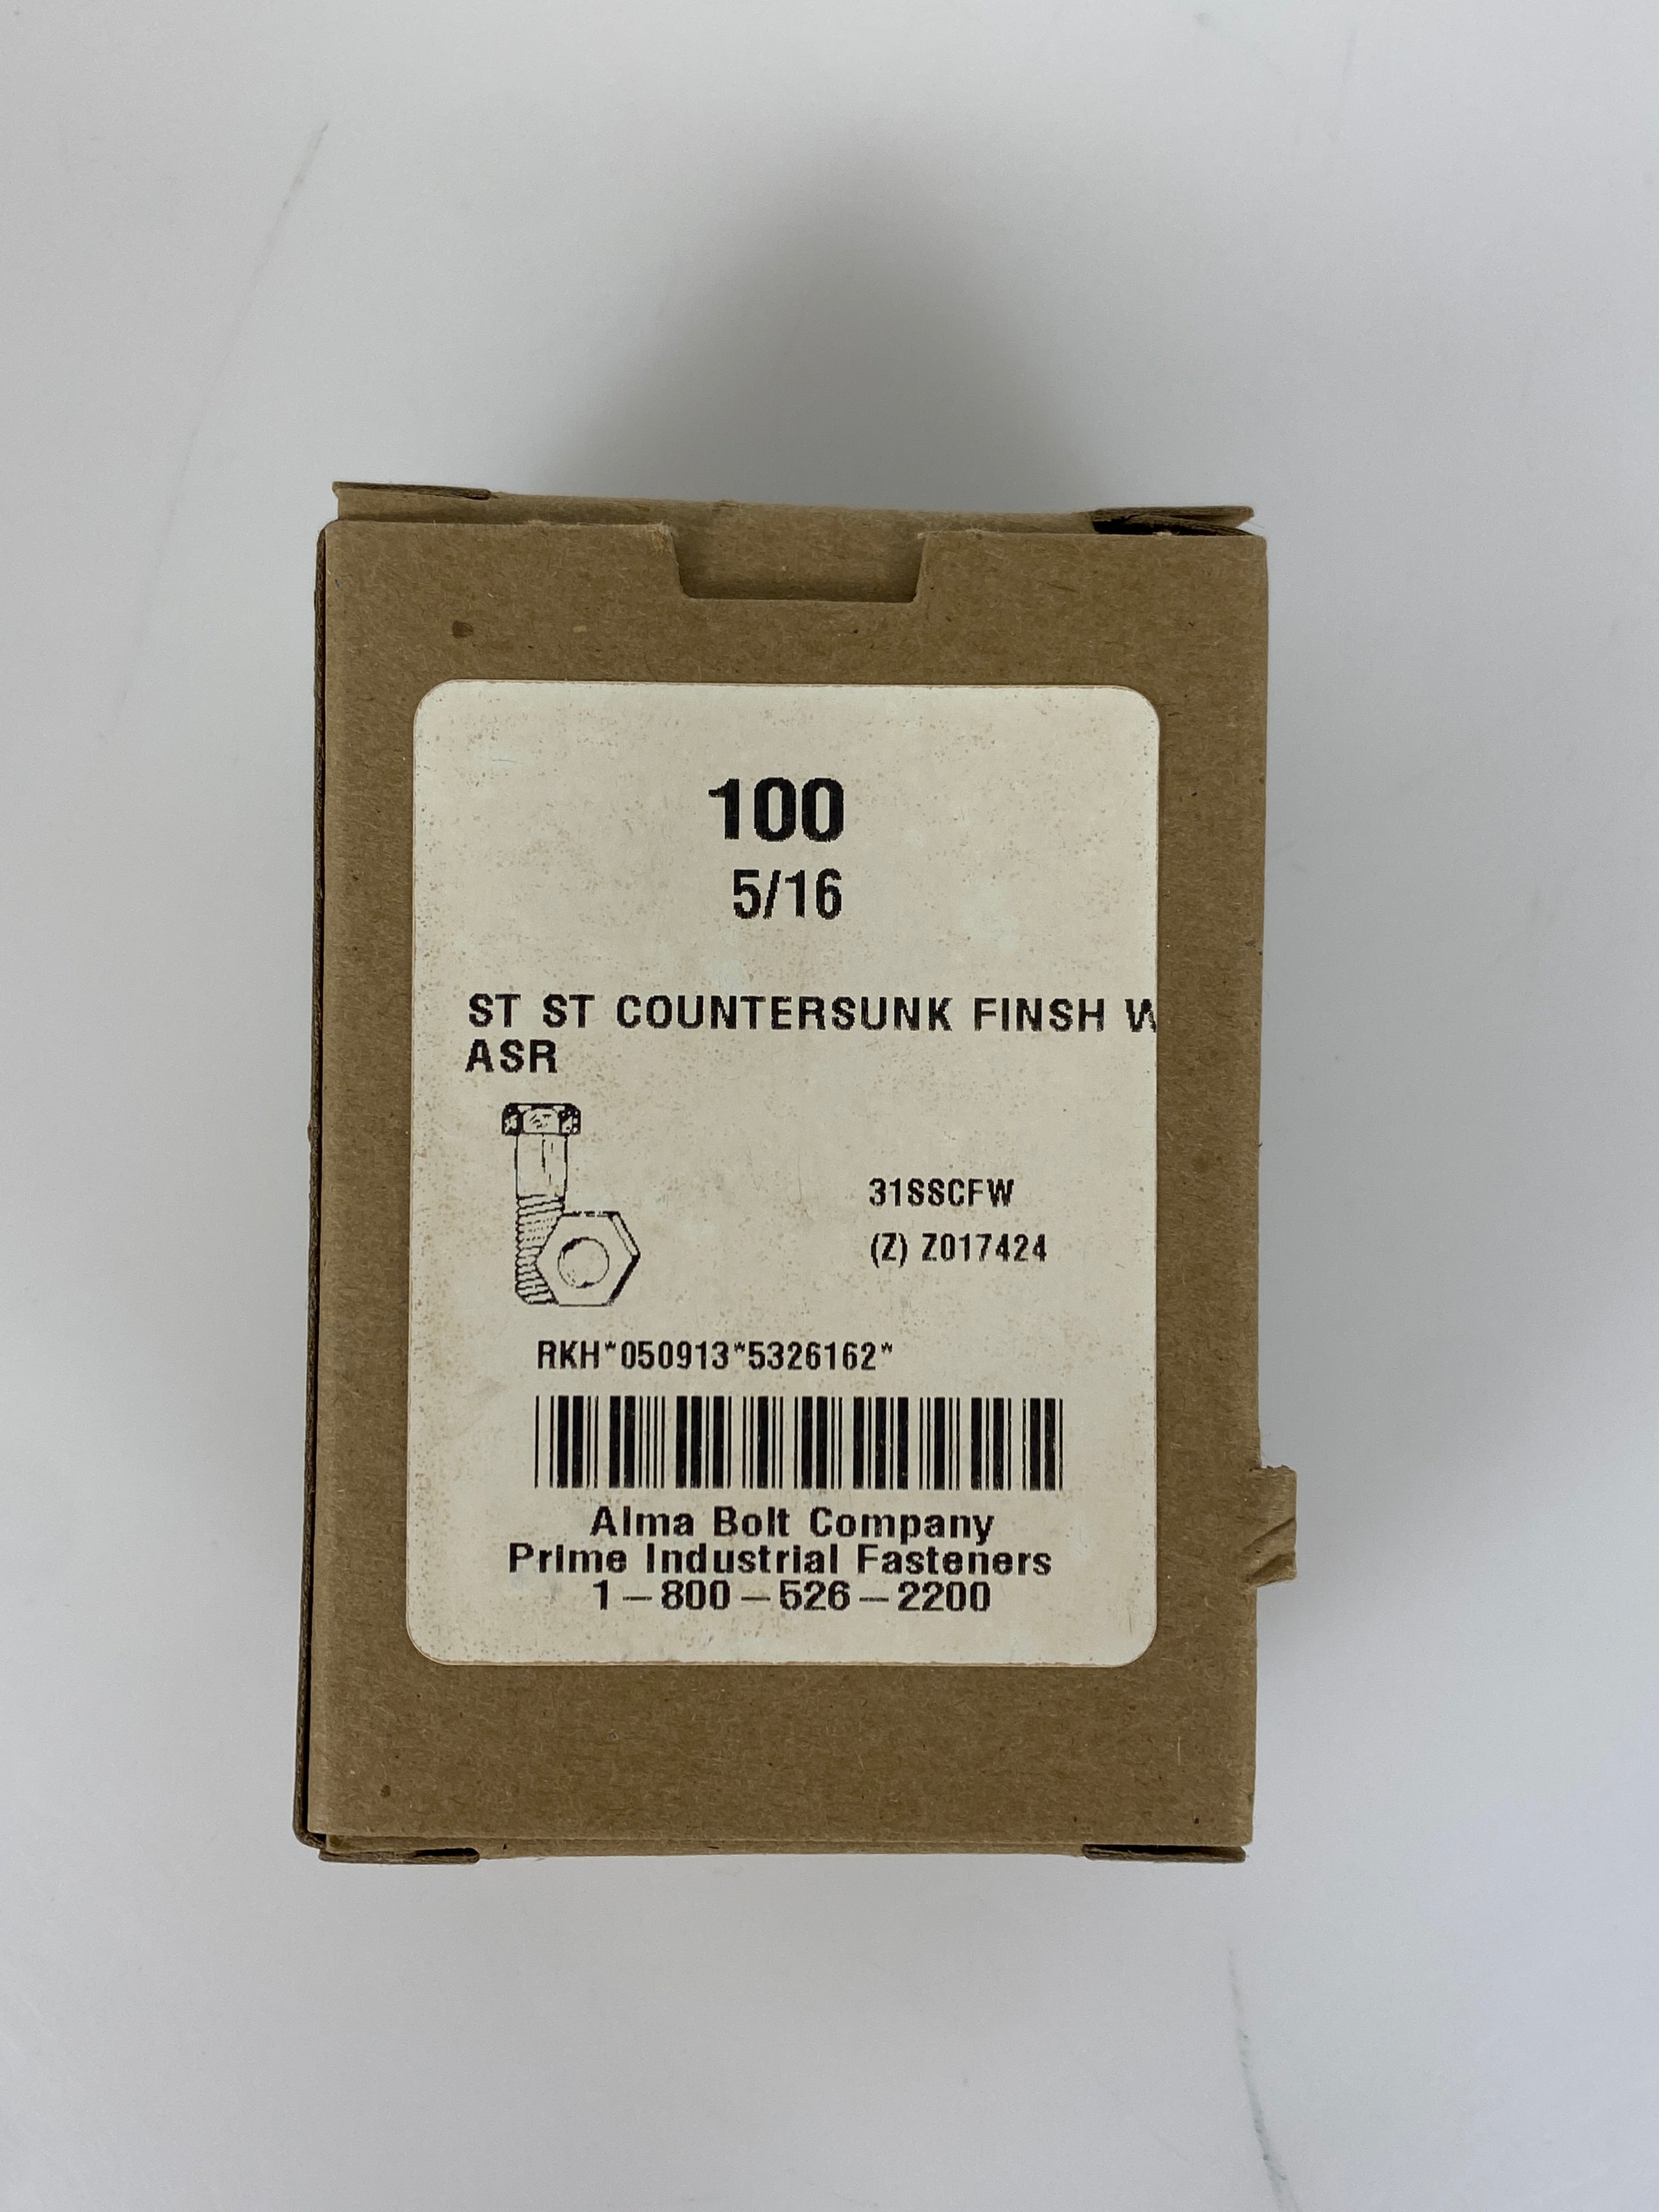 100
5/16
ST ST COUNTERSUNK FINSH W
ASR
31SSCFW
(Z) Z017424
RKH*050913*5326162*
Alma Bolt Company
Prime Industrial Fasteners
1-800-526-2200